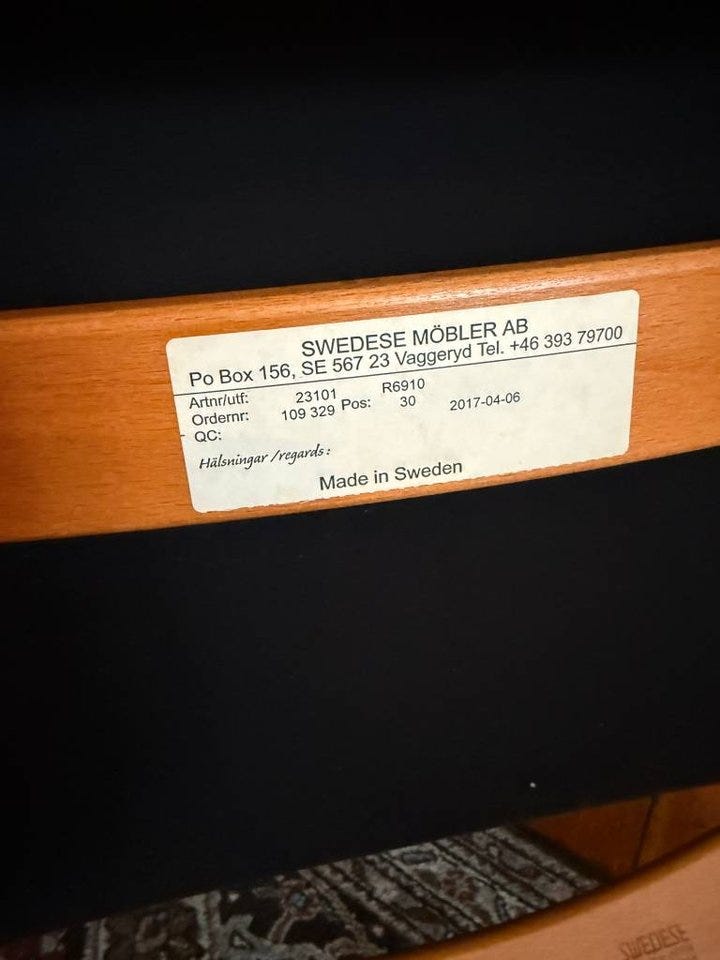 SWEDESE MÖBLER AB
Po Box 156, SE 567 23 Vaggeryd Tel. +46 393 79700
Artnr/utf: 23101 R6910
Ordernr: 109 329 Pos: 30 2017-04-06
QC:
Hälsningar /regards :
Made in Sweden
SWEDESE